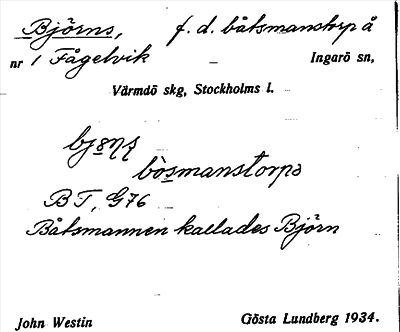 Björns, f. d. båtsmanstorp å
nr 1 Fågelvik – Ingarö sn,
Värmdö skg, Stockholms l.
bòsmanstorpə
BT, G76
Båtsmannen kallades Björn
John Westin Gösta Lundberg 1934.